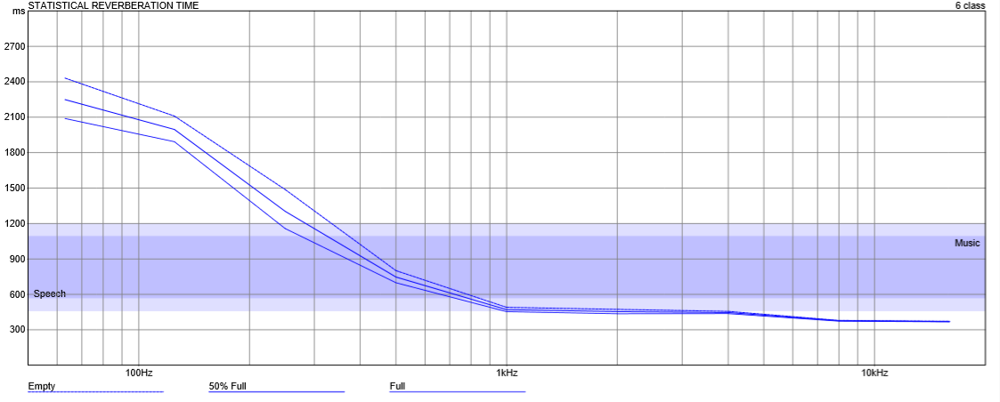 STATISTICAL REVERBERATION TIME 6 class
ms
2700
2400
2100
1800
1500
1200
Music
900
600 Speech
300
100Hz 1kHz 10kHz
Empty 50% Full Full